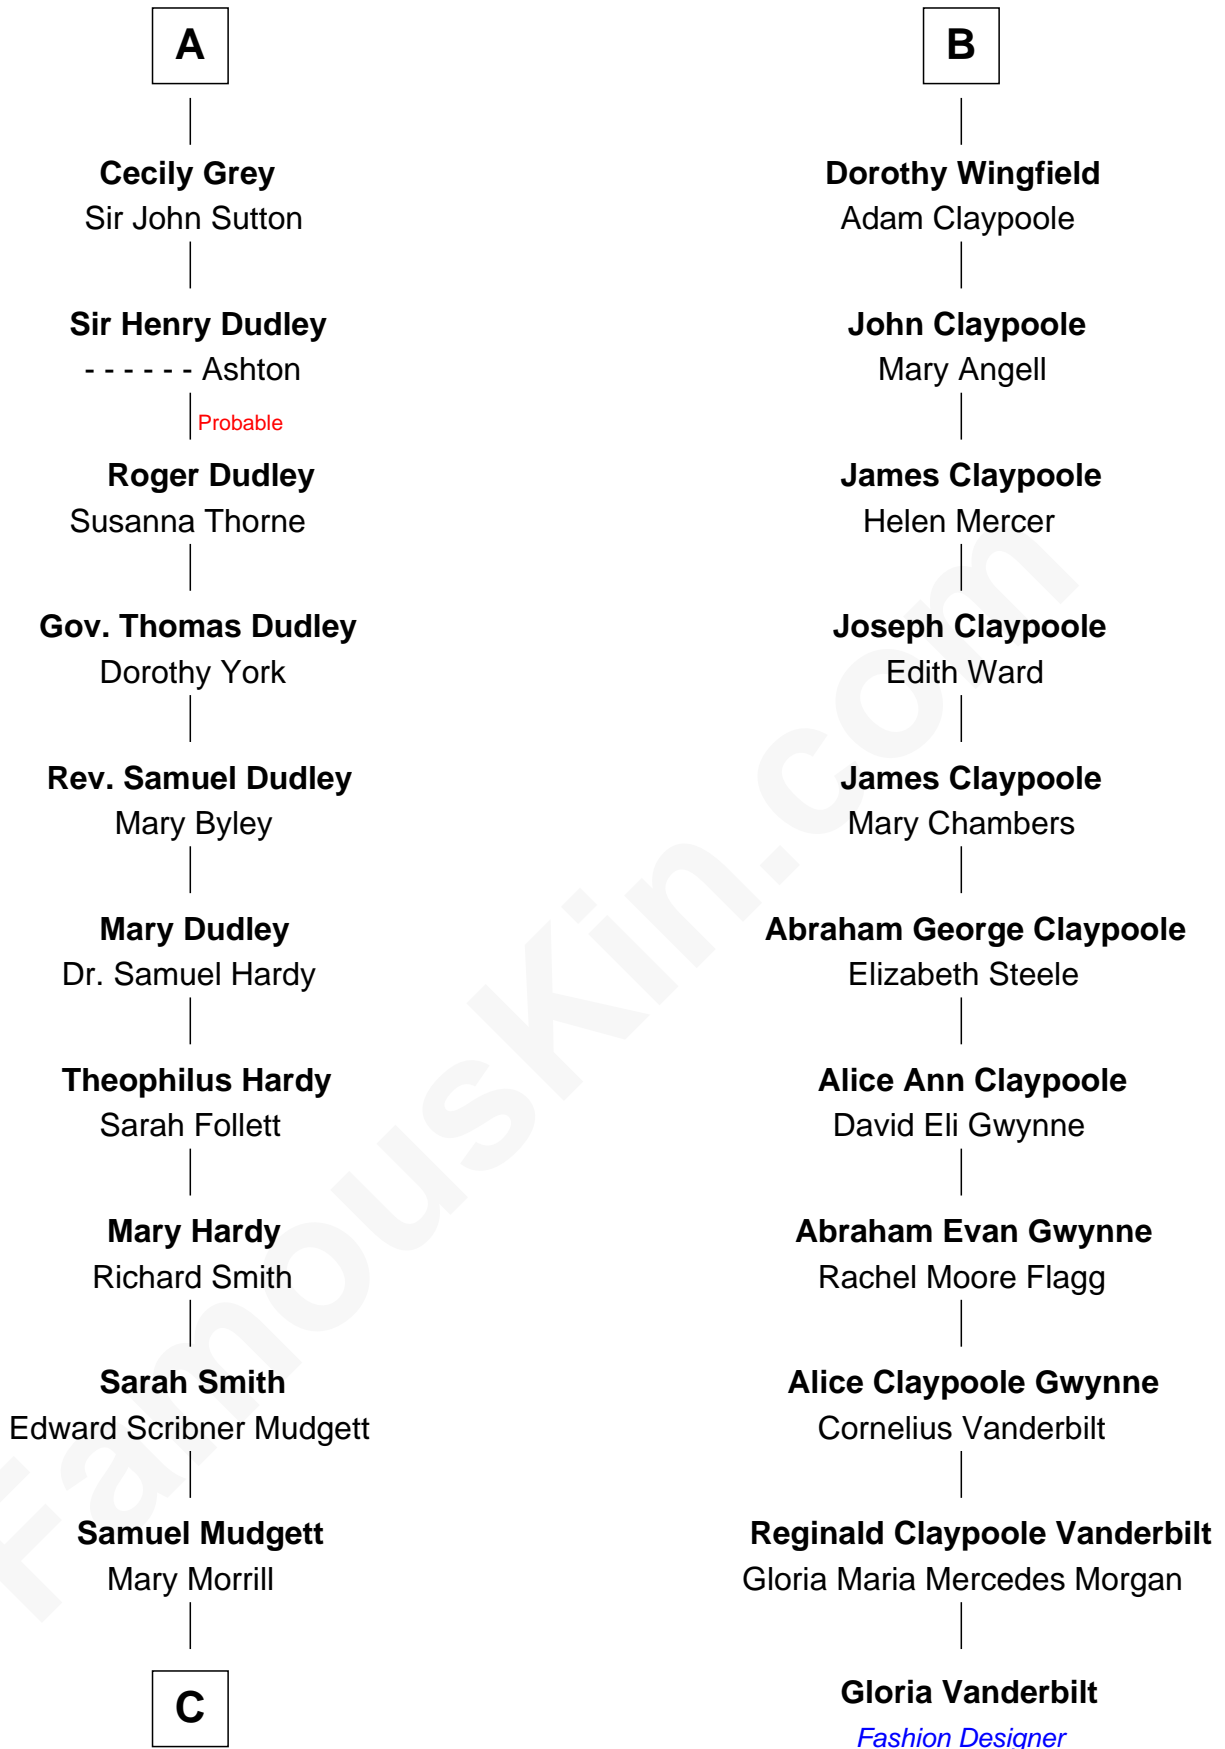 A
Cecily Grey
Sir John Sutton
Sir Henry Dudley
- - - - - - Ashton
Probable
Roger Dudley
Susanna Thorne
Gov. Thomas Dudley
Dorothy York
Rev. Samuel Dudley
Mary Byley
Mary Dudley
Dr. Samuel Hardy
Theophilus Hardy
Sarah Follett
Mary Hardy
Richard Smith
Sarah Smith
Edward Scribner Mudgett
Samuel Mudgett
Mary Morrill
C
B
Dorothy Wingfield
Adam Claypoole
John Claypoole
Mary Angell
James Claypoole
Helen Mercer
Joseph Claypoole
Edith Ward
James Claypoole
Mary Chambers
Abraham George Claypoole
Elizabeth Steele
Alice Ann Claypoole
David Eli Gwynne
Abraham Evan Gwynne
Rachel Moore Flagg
Alice Claypoole Gwynne
Cornelius Vanderbilt
Reginald Claypoole Vanderbilt
Gloria Maria Mercedes Morgan
Gloria Vanderbilt
Fashion Designer
FamousKin.com